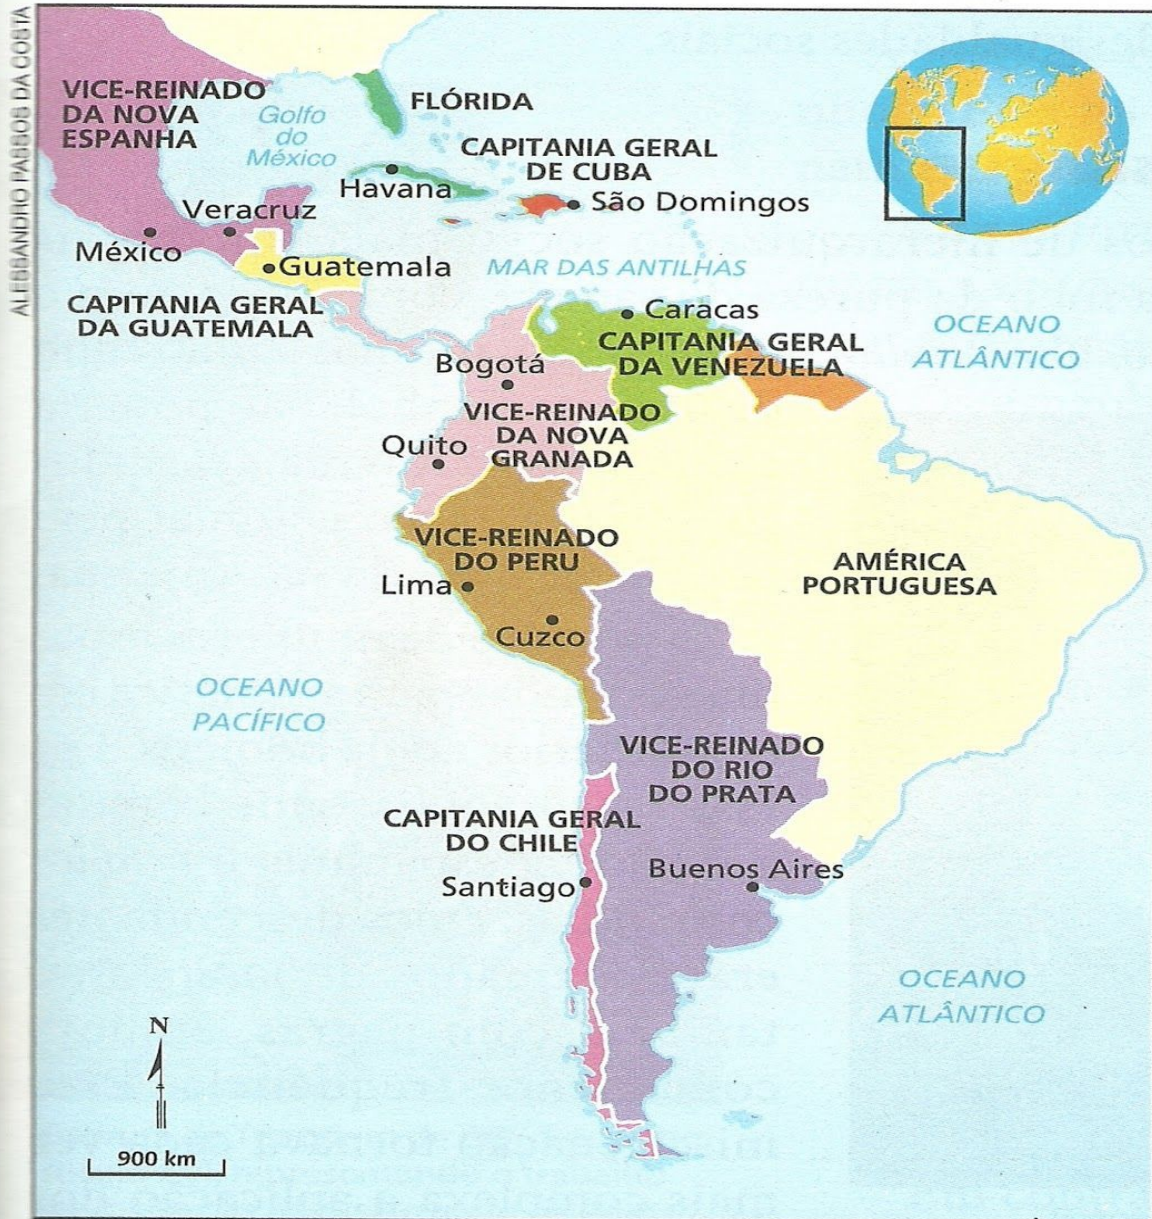 ALESSANDRO PASSOS DA COSTA
VICE-REINADO
DA NOVA
ESPANHA
Golfo
do
México
FLÓRIDA
CAPITANIA GERAL
DE CUBA
Havana
São Domingos
Veracruz
México
Guatemala
MAR DAS ANTILHAS
CAPITANIA GERAL
DA GUATEMALA
Caracas
CAPITANIA GERAL
DA VENEZUELA
OCEANO
ATLÂNTICO
Bogotá
VICE-REINADO
DA NOVA
GRANADA
Quito
VICE-REINADO
DO PERU
Lima
Cuzco
AMÉRICA
PORTUGUESA
OCEANO
PACÍFICO
VICE-REINADO
DO RIO
DO PRATA
CAPITANIA GERAL
DO CHILE
Santiago
Buenos Aires
OCEANO
ATLÂNTICO
N
900 km